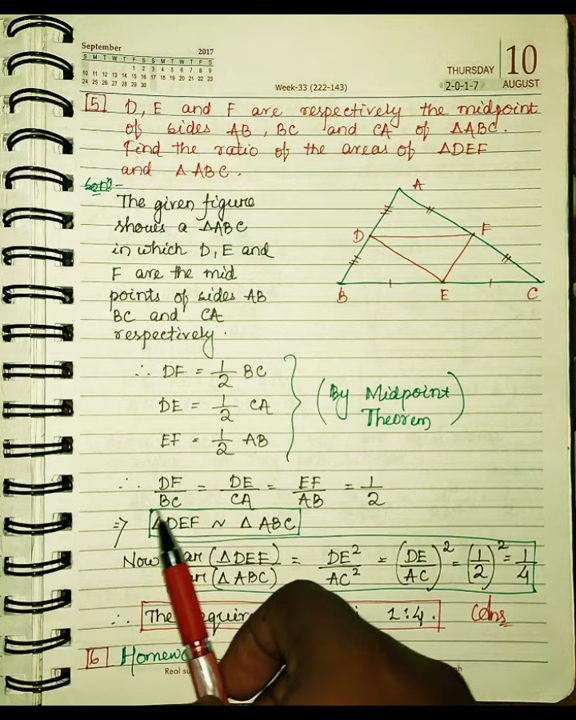 September 2017
Week-33 (222-143)
THURSDAY 10
2-0-1-7 AUGUST
5 D, E and F are respectively the midpoint
of sides AB, BC and CA of ΔABC.
Find the ratio of the areas of ΔDEF
and ΔABC.
Soln:-
The given figure
shows a ΔABC
in which D, E and
F are the mid
points of sides AB
BC and CA
respectively.
A
D F
B E C
∴ DF = 1/2 BC
DE = 1/2 CA
EF = 1/2 AB
(By Midpoint
Theorem)
∴ DF/BC = DE/CA = EF/AB = 1/2
⇒ ΔDEF ~ ΔABC
Now ar(ΔDEF)/ar(ΔABC) = DE²/AC² = (DE/AC)² = (1/2)² = 1/4
∴ The 1:4. Ans
6